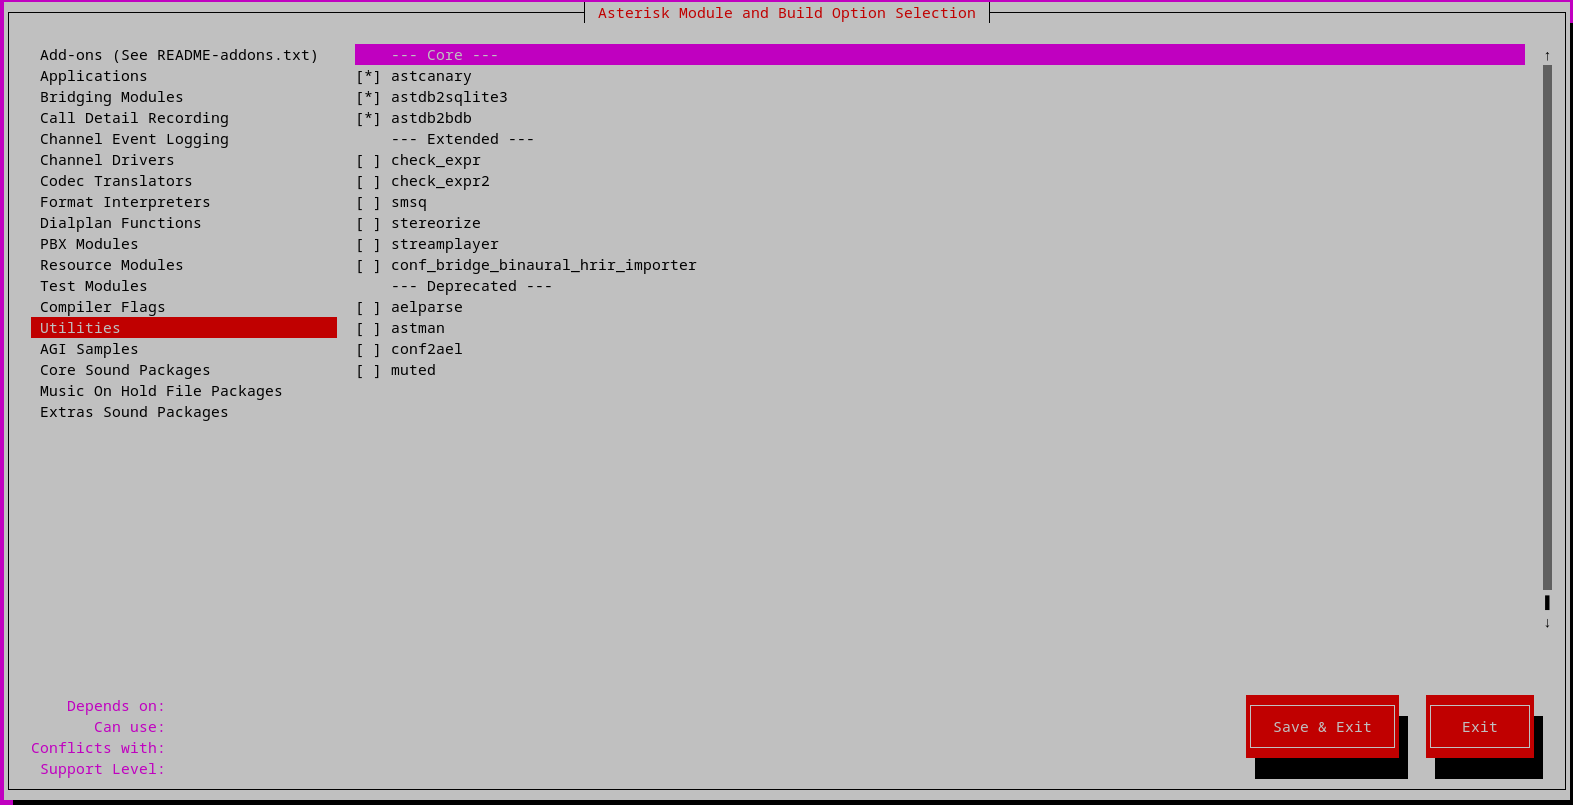 Asterisk Module and Build Option Selection
Add-ons (See README-addons.txt)
Applications
Bridging Modules
Call Detail Recording
Channel Event Logging
Channel Drivers
Codec Translators
Format Interpreters
Dialplan Functions
PBX Modules
Resource Modules
Test Modules
Compiler Flags
Utilities
AGI Samples
Core Sound Packages
Music On Hold File Packages
Extras Sound Packages
--- Core ---
[*] astcanary
[*] astdb2sqlite3
[*] astdb2bdb
--- Extended ---
[ ] check_expr
[ ] check_expr2
[ ] smsq
[ ] stereorize
[ ] streamplayer
[ ] conf_bridge_binaural_hrir_importer
--- Deprecated ---
[ ] aelparse
[ ] astman
[ ] conf2ael
[ ] muted
↑
↓
Depends on:
Can use:
Conflicts with:
Support Level:
Save & Exit
Exit